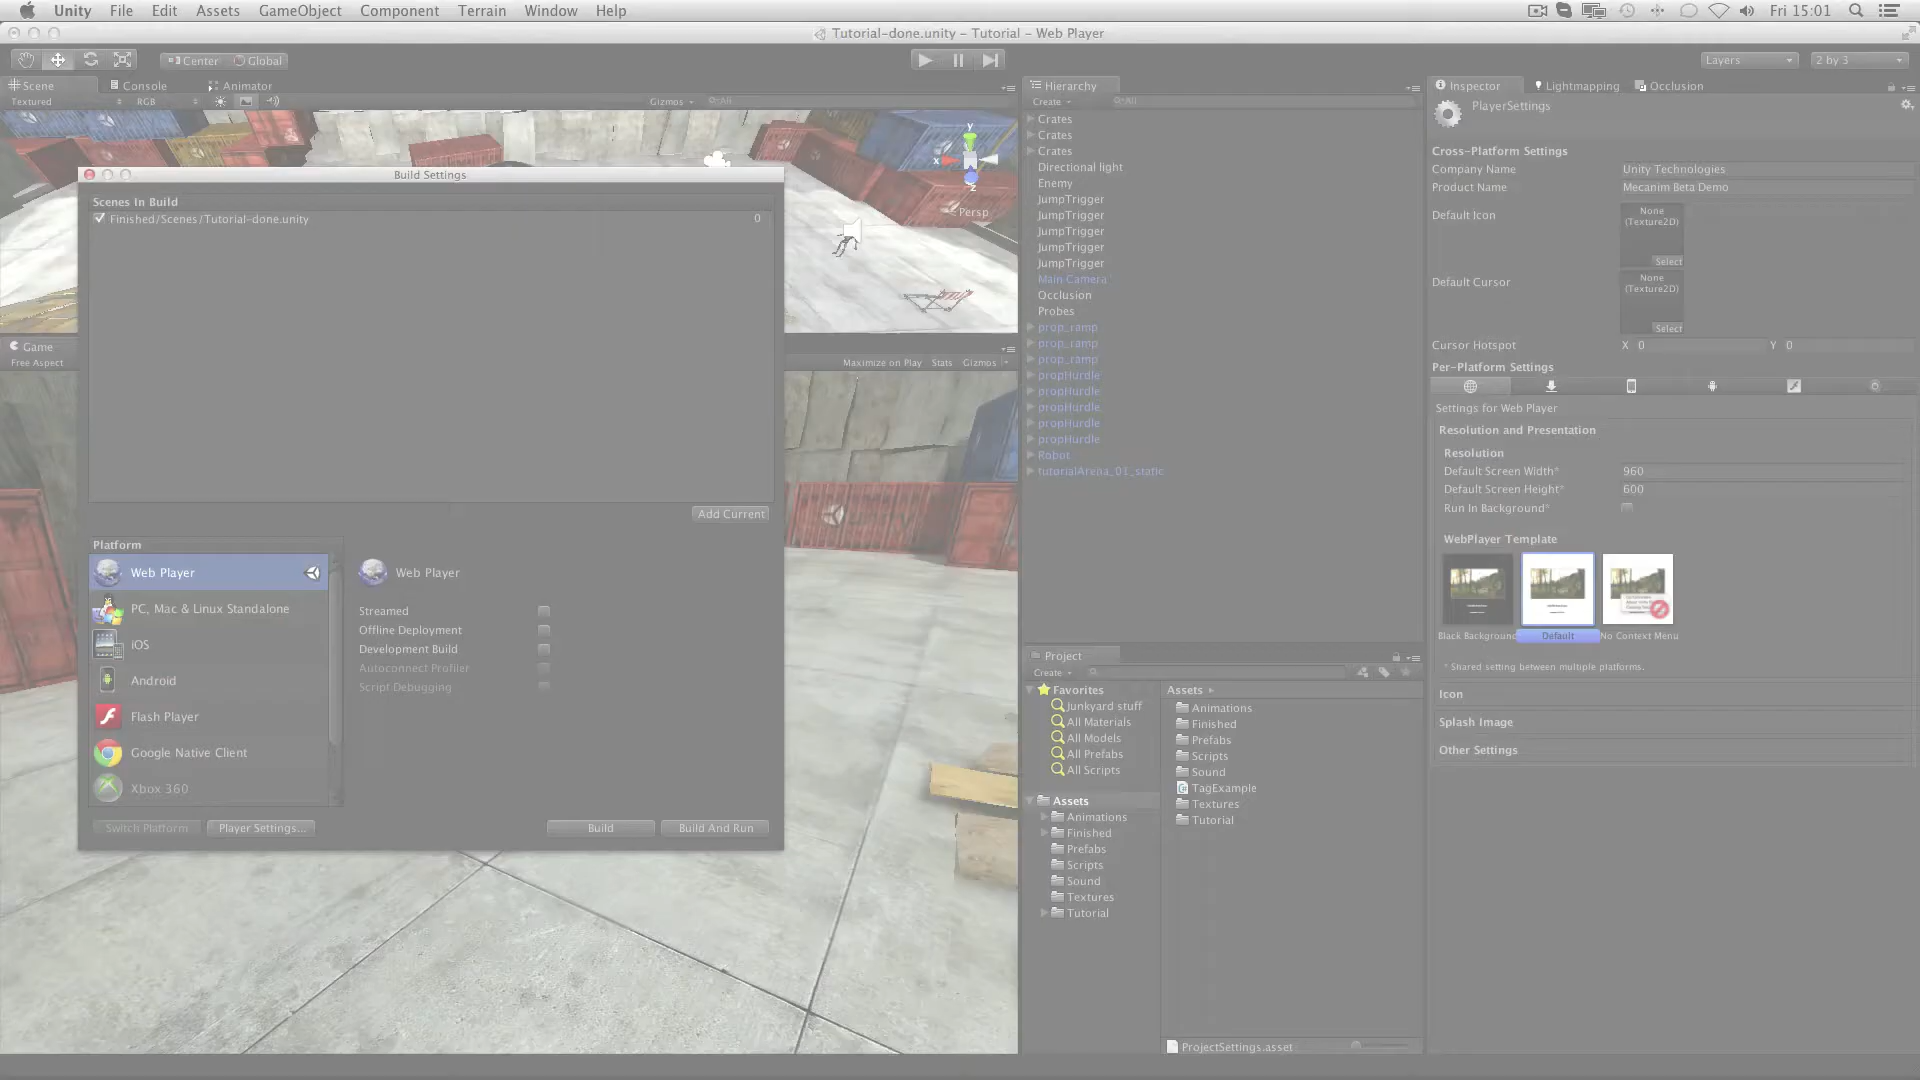 Unity File Edit Assets GameObject Component Terrain Window Help Fri 15:01
Tutorial-done.unity – Tutorial – Web Player
Center Global Layers 2 by 3
Scene Console Animator
Textured RGB Gizmos All
Persp
x y z
Build Settings
Scenes In Build
Finished/Scenes/Tutorial-done.unity 0
Add Current
Platform
Web Player
PC, Mac & Linux Standalone
iOS
Android
Flash Player
Google Native Client
Xbox 360
Web Player
Streamed
Offline Deployment
Development Build
Autoconnect Profiler
Script Debugging
Switch Platform Player Settings... Build Build And Run
Game
Free Aspect Maximize on Play Stats Gizmos
Hierarchy
Create All
Crates
Crates
Crates
Directional light
Enemy
JumpTrigger
JumpTrigger
JumpTrigger
JumpTrigger
JumpTrigger
Main Camera
Occlusion
Probes
prop_ramp
prop_ramp
prop_ramp
propHurdle
propHurdle
propHurdle
propHurdle
propHurdle
Robot
tutorialArena_01_static
Project
Create
Favorites
Junkyard stuff
All Materials
All Models
All Prefabs
All Scripts
Assets
Animations
Finished
Prefabs
Scripts
Sound
Textures
Tutorial
Assets
Animations
Finished
Prefabs
Scripts
Sound
TagExample
Textures
Tutorial
ProjectSettings.asset
Inspector Lightmapping Occlusion
PlayerSettings
Cross-Platform Settings
Company Name Unity Technologies
Product Name Mecanim Beta Demo
Default Icon
None
(Texture2D)
Select
Default Cursor
None
(Texture2D)
Select
Cursor Hotspot X 0 Y 0
Per-Platform Settings
Settings for Web Player
Resolution and Presentation
Resolution
Default Screen Width* 960
Default Screen Height* 600
Run In Background*
WebPlayer Template
Black Background Default No Context Menu
* Shared setting between multiple platforms.
Icon
Splash Image
Other Settings